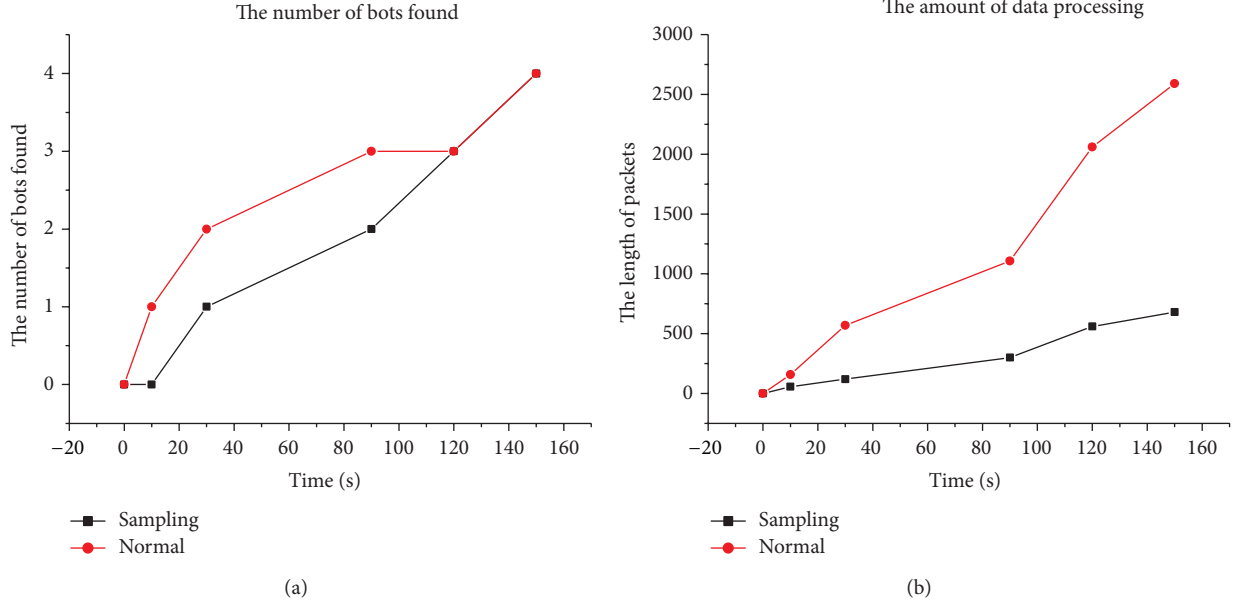 The number of bots found
The number of bots found
4
3
2
1
0
−20 0 20 40 60 80 100 120 140 160
Time (s)
Sampling
Normal
(a)
The amount of data processing
The length of packets
3000
2500
2000
1500
1000
500
0
−20 0 20 40 60 80 100 120 140 160
Time (s)
Sampling
Normal
(b)